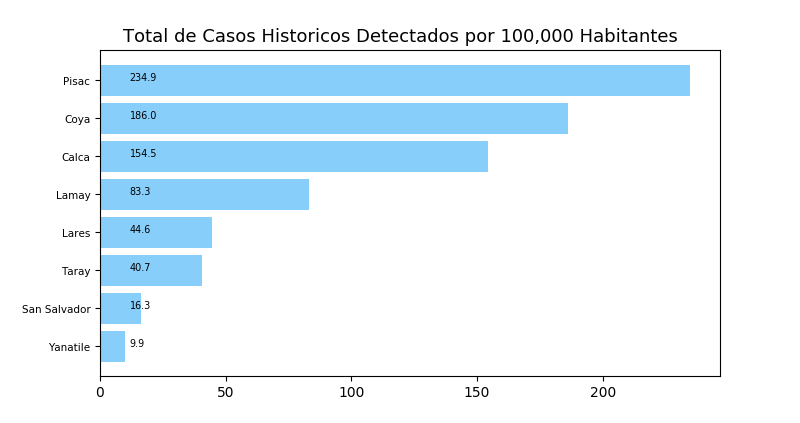 Total de Casos Historicos Detectados por 100,000 Habitantes
Pisac 234.9
Coya 186.0
Calca 154.5
Lamay 83.3
Lares 44.6
Taray 40.7
San Salvador 16.3
Yanatile 9.9
0 50 100 150 200